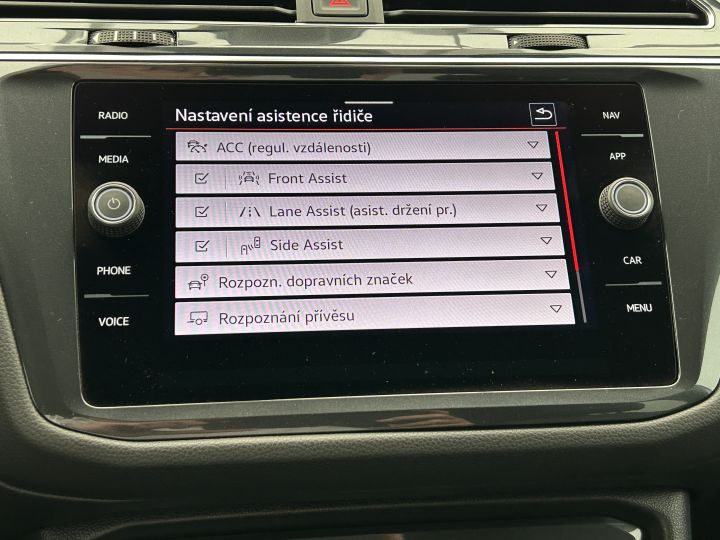 RADIO
MEDIA
PHONE
VOICE
Nastavení asistence řidiče
ACC (regul. vzdálenosti)
Front Assist
Lane Assist (asist. držení pr.)
Side Assist
Rozpozn. dopravních značek
Rozpoznání přívěsu
NAV
APP
CAR
MENU